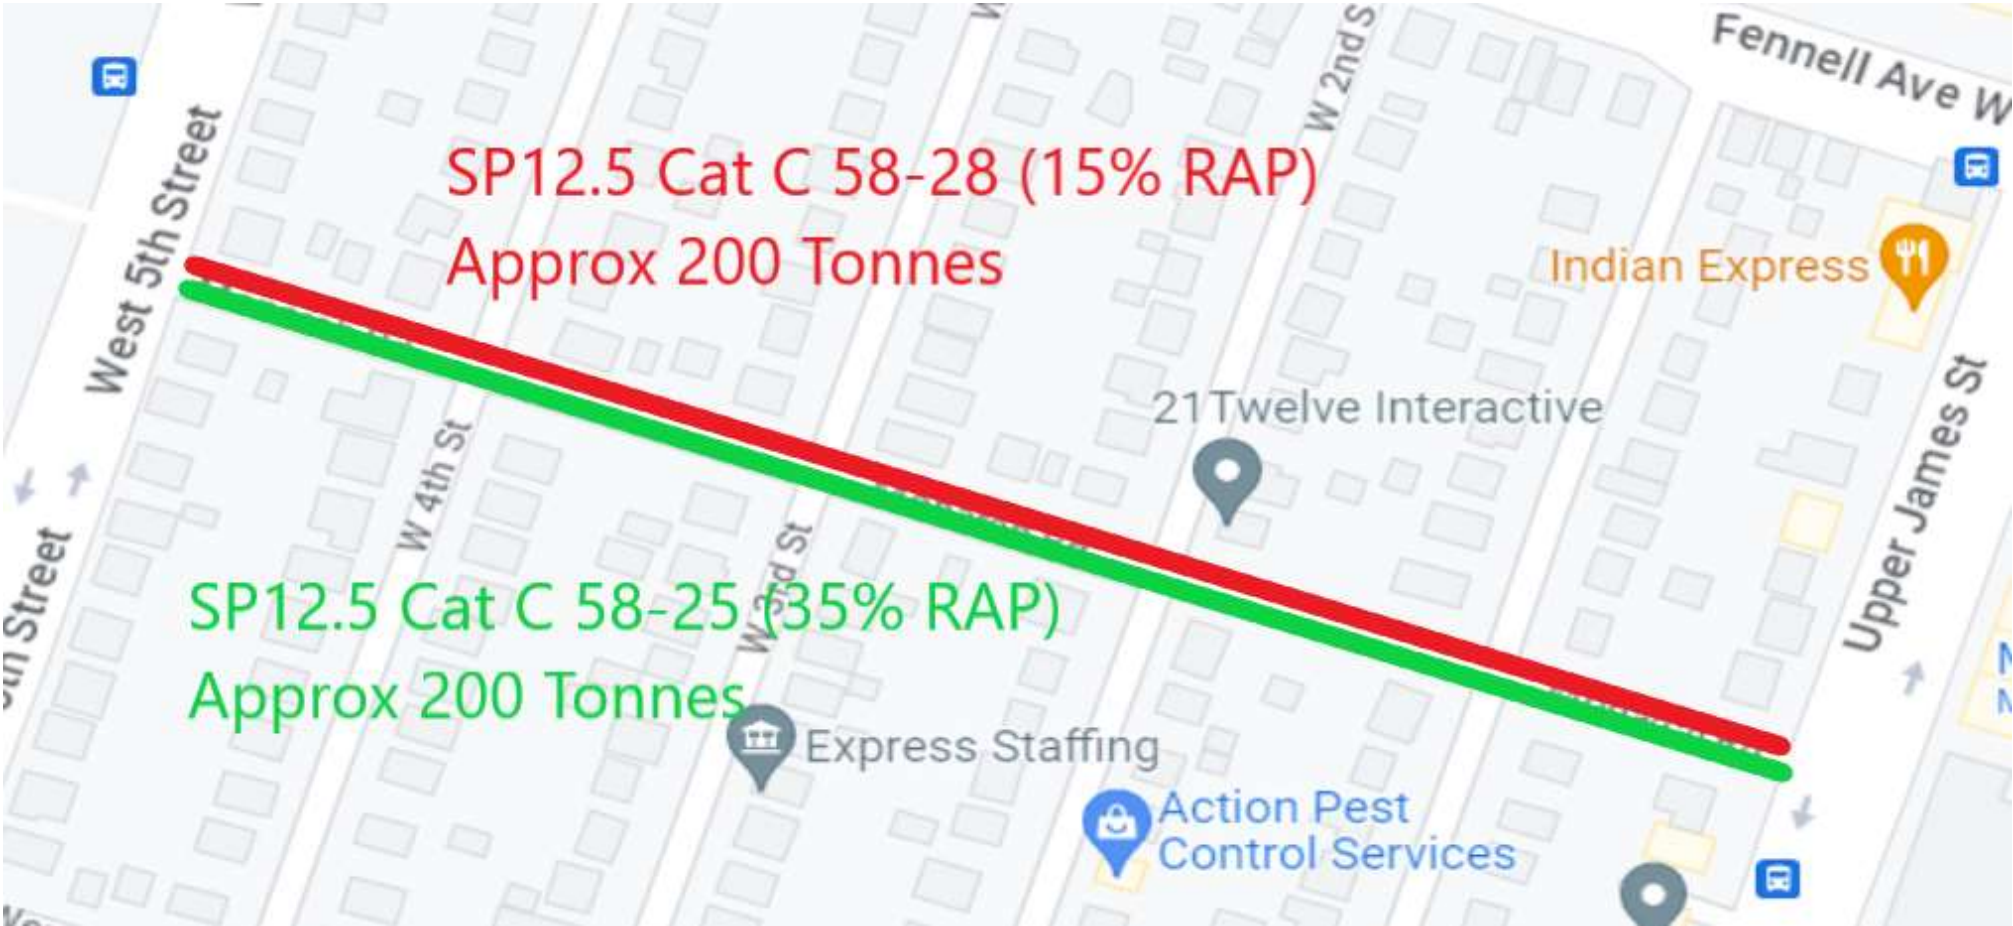 Fennell Ave W
W 2nd S
West 5th Street
SP12.5 Cat C 58-28 (15% RAP)
Approx 200 Tonnes
Indian Express
21Twelve Interactive
Upper James St
W 4th St
W 3rd St
5th Street
SP12.5 Cat C 58-25 (35% RAP)
Approx 200 Tonnes
Express Staffing
Action Pest
Control Services